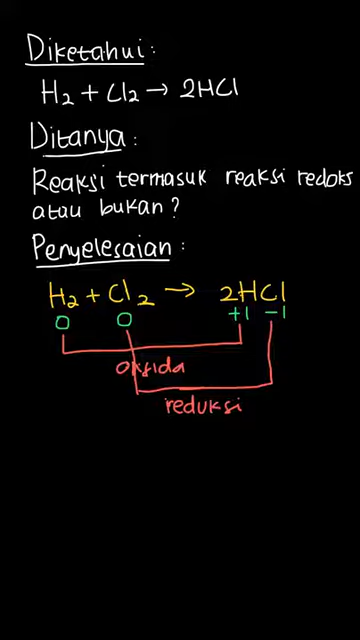 Diketahui:
H₂ + Cl₂ → 2HCl
Ditanya:
Reaksi termasuk reaksi redoks
atau bukan?
Penyelesaian:
H₂ + Cl₂ → 2HCl
0 0 +1 -1
oksida
reduksi